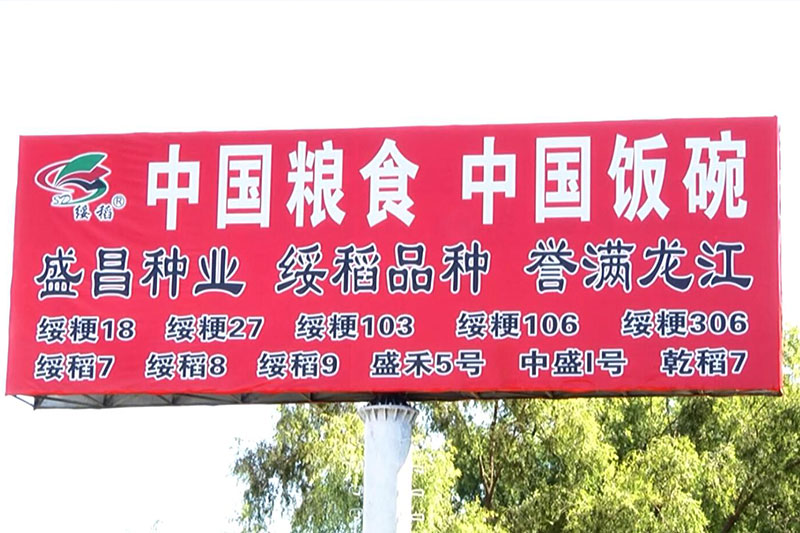 SD 绥稻®
中国粮食 中国饭碗
盛昌种业 绥稻品种 誉满龙江
绥粳18 绥粳27 绥粳103 绥粳106 绥粳306
绥稻7 绥稻8 绥稻9 盛禾5号 中盛I号 乾稻7